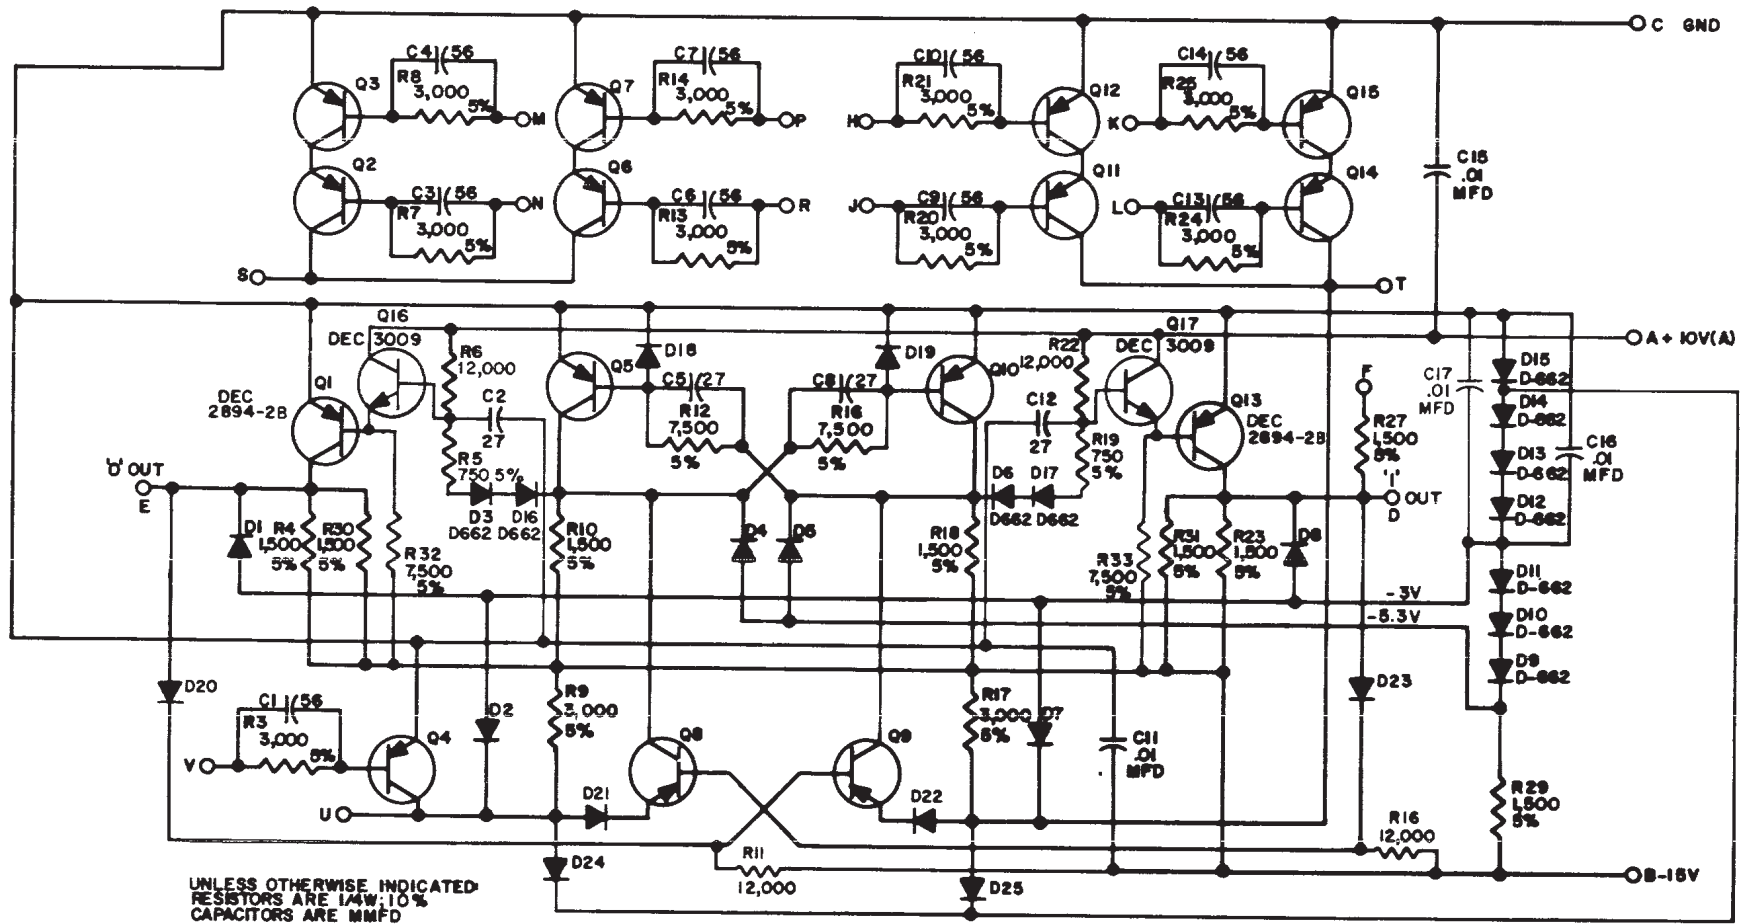 C GND
C4 56
R8
3,000
5%
Q3
M
C7 56
R14
3,000
5%
Q7
P
C10 56
R21
3,000
5%
Q12
H
C14 56
R25
3,000
5%
Q15
K
Q2
C3 56
R7
3,000
5%
N
Q6
C6 56
R13
3,000
5%
R
J
C9 56
R20
3,000
5%
Q11
L
C13 56
R24
3,000
5%
Q14
C15
.01
MFD
S
T
Q16
DEC 3009
Q1
DEC
2894-2B
R6
12,000
C2
27
R5
750 5%
D3
D662
D16
D662
Q5
D18
C5 27
R12
7,500
5%
D19
C8 27
R16
7,500
5%
Q10
R22
12,000
C12
27
R19
750
5%
D6
D662
D17
D662
Q17
DEC 3009
Q13
DEC
2894-2B
F
R27
1,500
5%
'1'
OUT
D
A + 10V(A)
C17
.01
MFD
D15
D-662
D14
D-662
D13
D-662
D12
D-662
C16
.01
MFD
'0' OUT
E
D1
R4
1,500
5%
R30
1,500
5%
R32
7,500
5%
R10
1,500
5%
D4
D5
R18
1,500
5%
R33
7,500
5%
R31
1,500
5%
R23
1,500
5%
D8
-3V
-5.3V
D11
D-662
D10
D-662
D9
D-662
D20
C1 56
R3
3,000
5%
V
Q4
D2
U
R9
3,000
5%
D21
Q8
Q9
D22
R17
3,000
5%
D7
C11
.01
MFD
D23
R16
12,000
R29
1,500
5%
D24
R11
12,000
D25
B-15V
UNLESS OTHERWISE INDICATED:
RESISTORS ARE 1/4W; 10%
CAPACITORS ARE MMFD